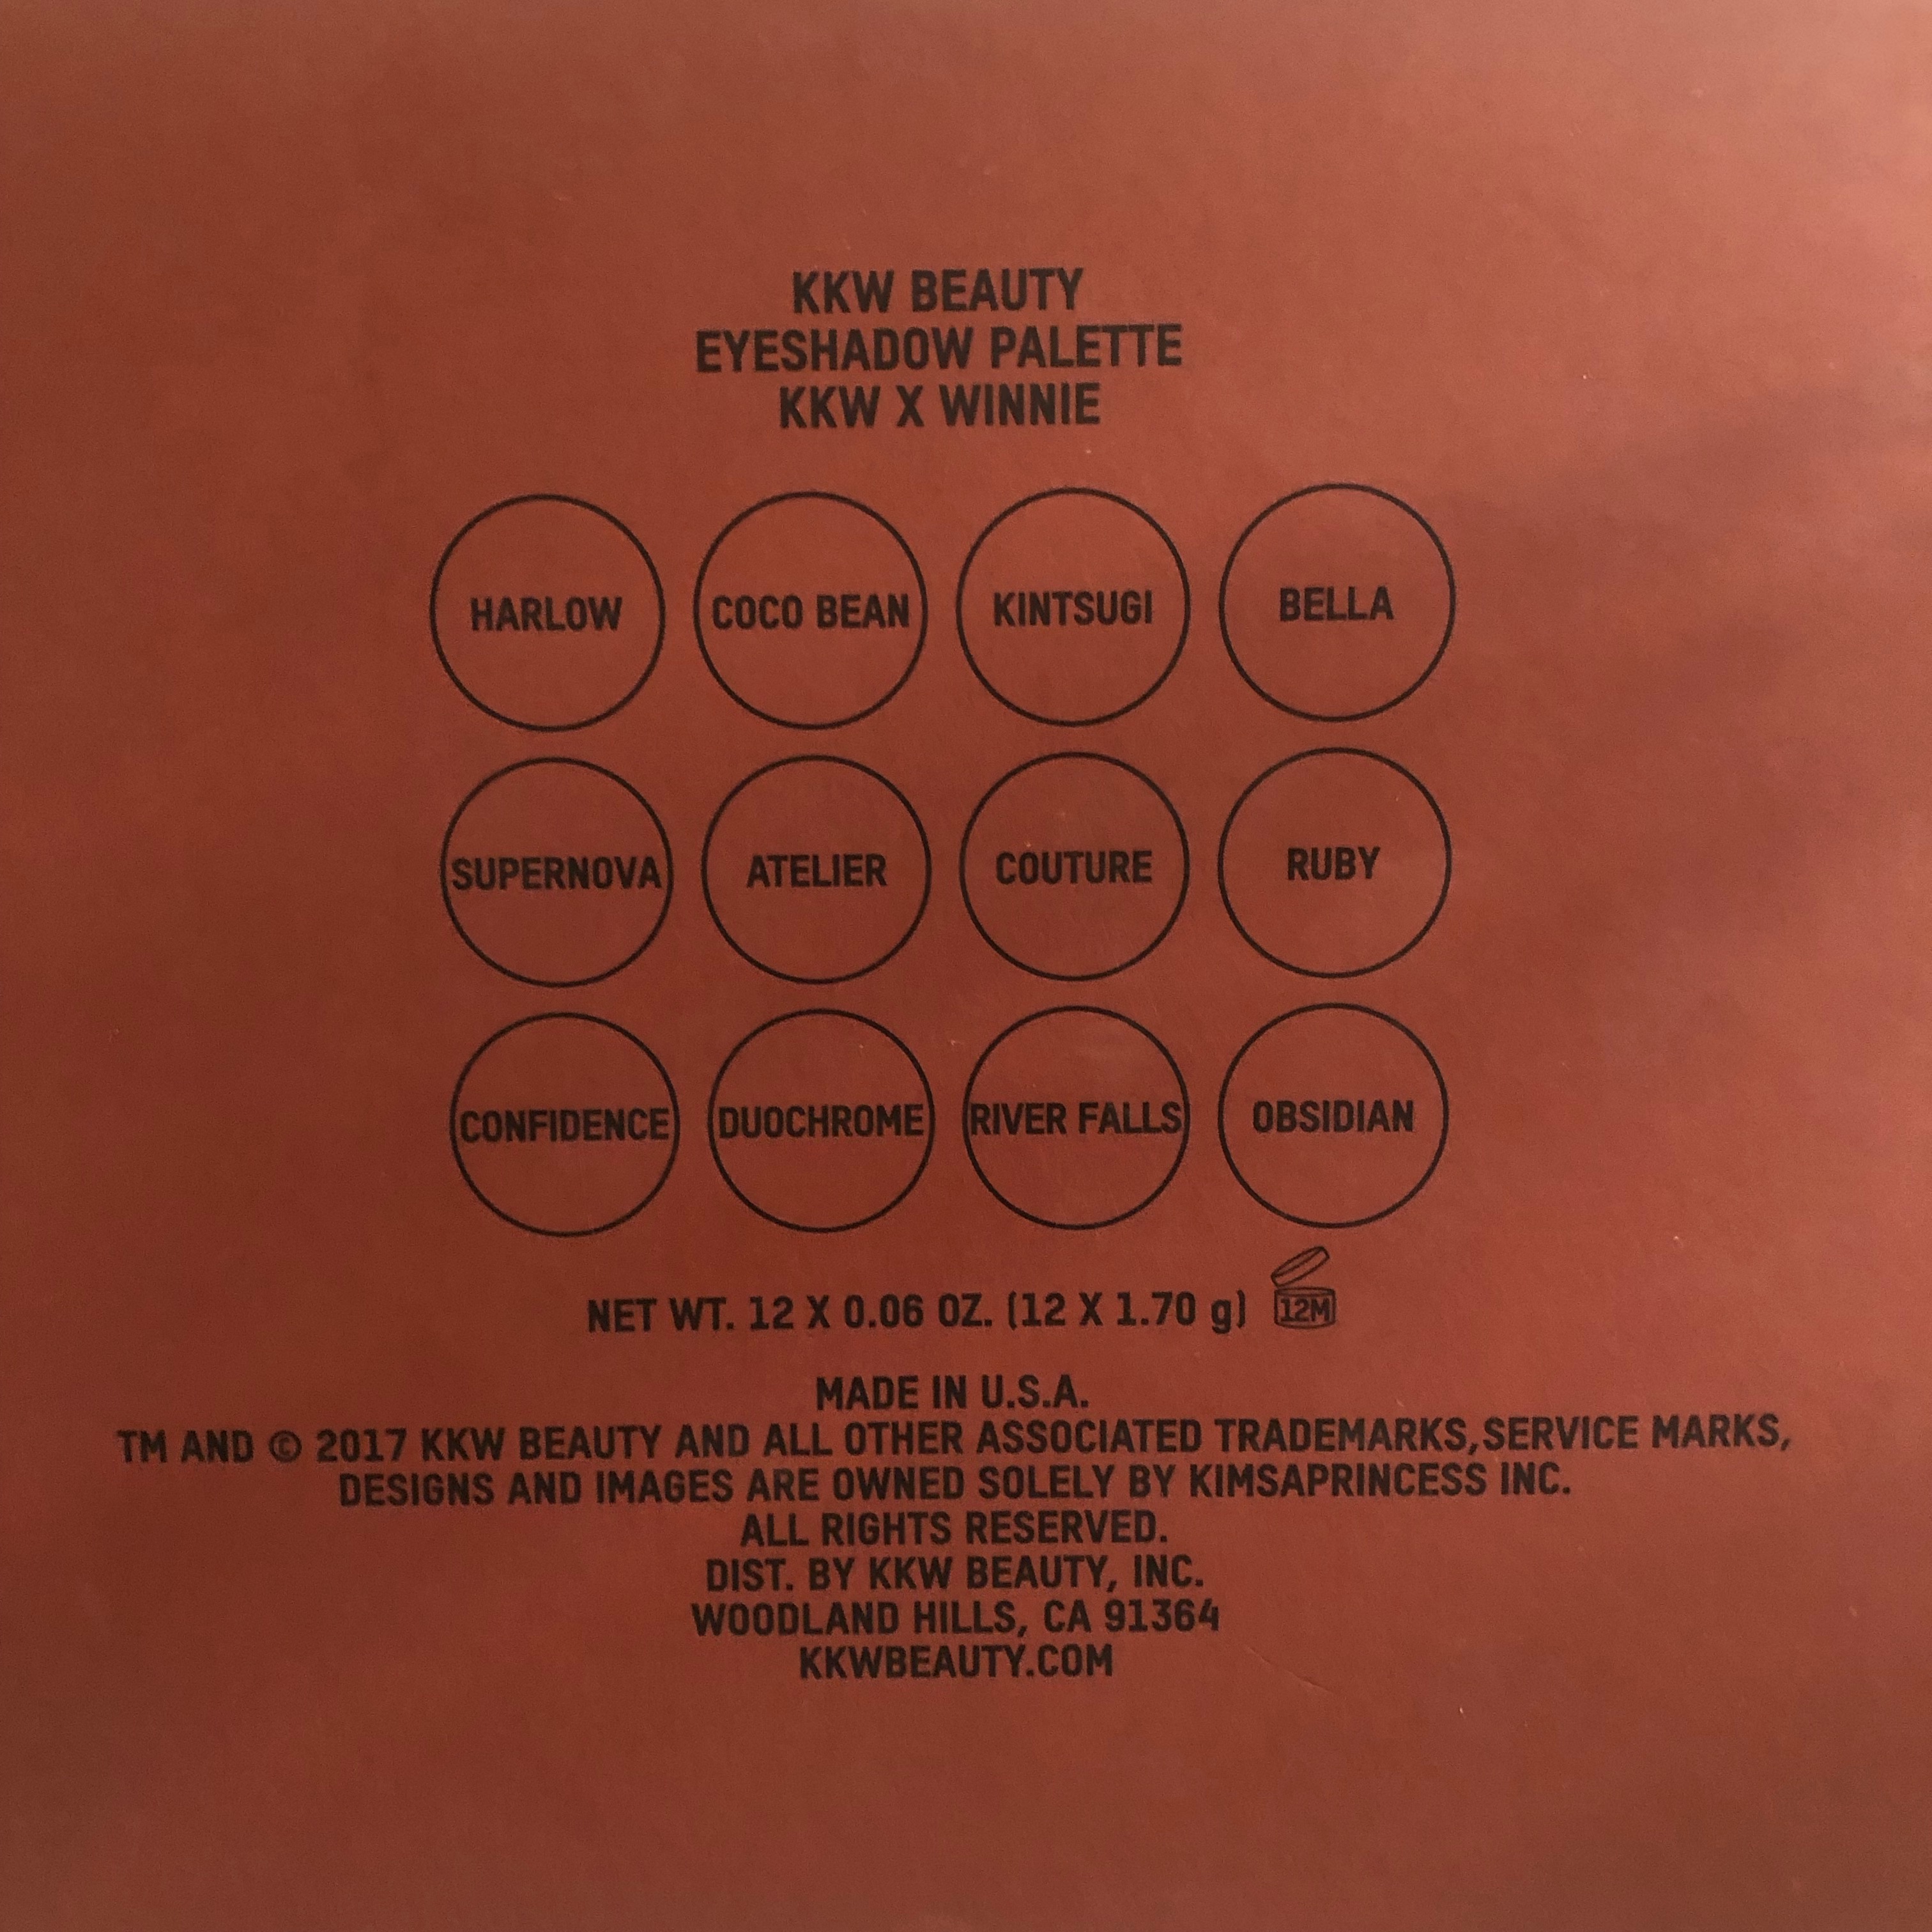 KKW BEAUTY
EYESHADOW PALETTE
KKW X WINNIE
HARLOW COCO BEAN KINTSUGI BELLA
SUPERNOVA ATELIER COUTURE RUBY
CONFIDENCE DUOCHROME RIVER FALLS OBSIDIAN
NET WT. 12 X 0.06 OZ. (12 X 1.70 g) 12M
MADE IN U.S.A.
TM AND © 2017 KKW BEAUTY AND ALL OTHER ASSOCIATED TRADEMARKS,SERVICE MARKS,
DESIGNS AND IMAGES ARE OWNED SOLELY BY KIMSAPRINCESS INC.
ALL RIGHTS RESERVED.
DIST. BY KKW BEAUTY, INC.
WOODLAND HILLS, CA 91364
KKWBEAUTY.COM